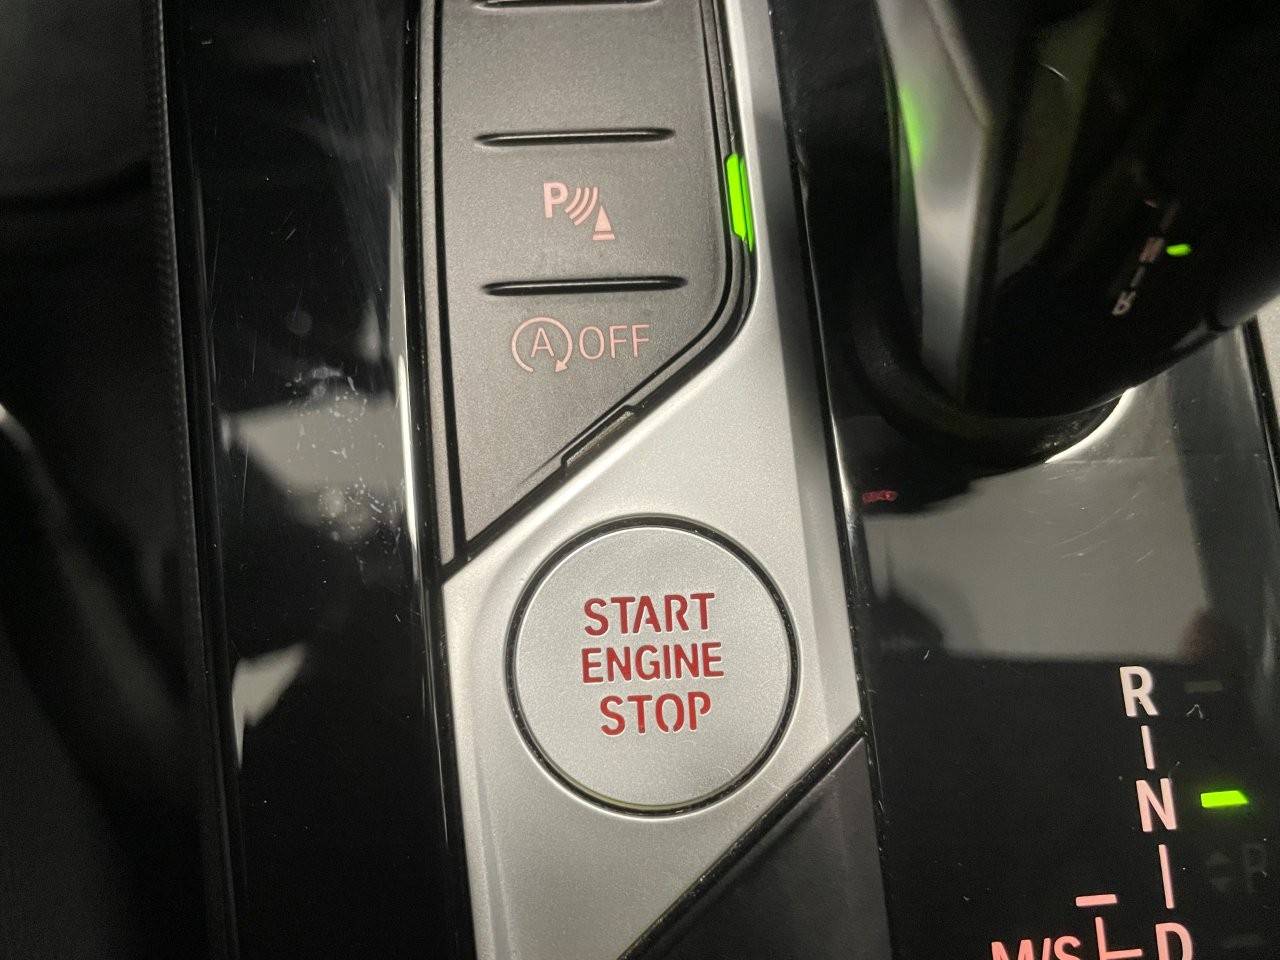 P
A OFF
START
ENGINE
STOP
R
N
D
M/S